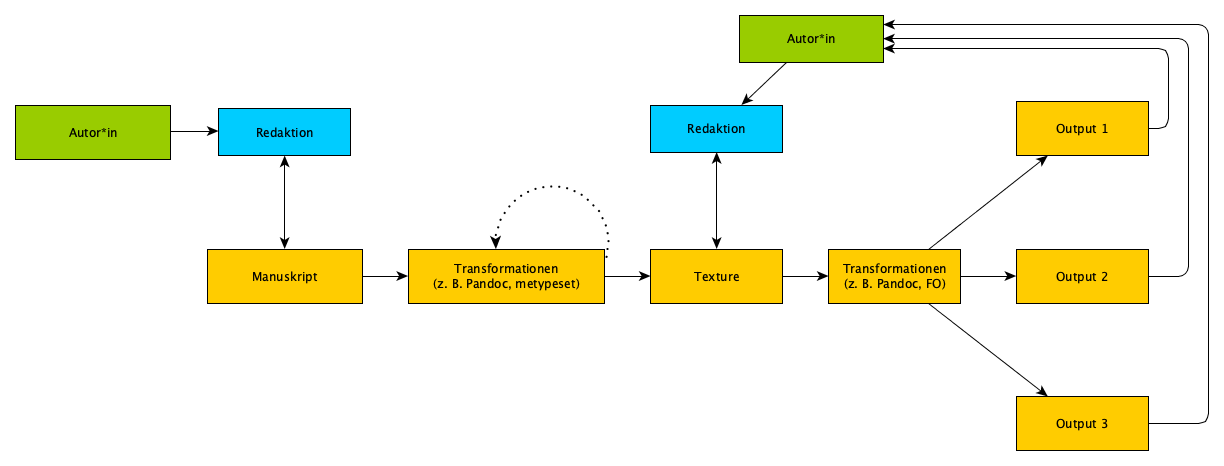 Autor*in
Autor*in
Redaktion
Redaktion
Output 1
Manuskript
Transformationen
(z. B. Pandoc, metypeset)
Texture
Transformationen
(z. B. Pandoc, FO)
Output 2
Output 3